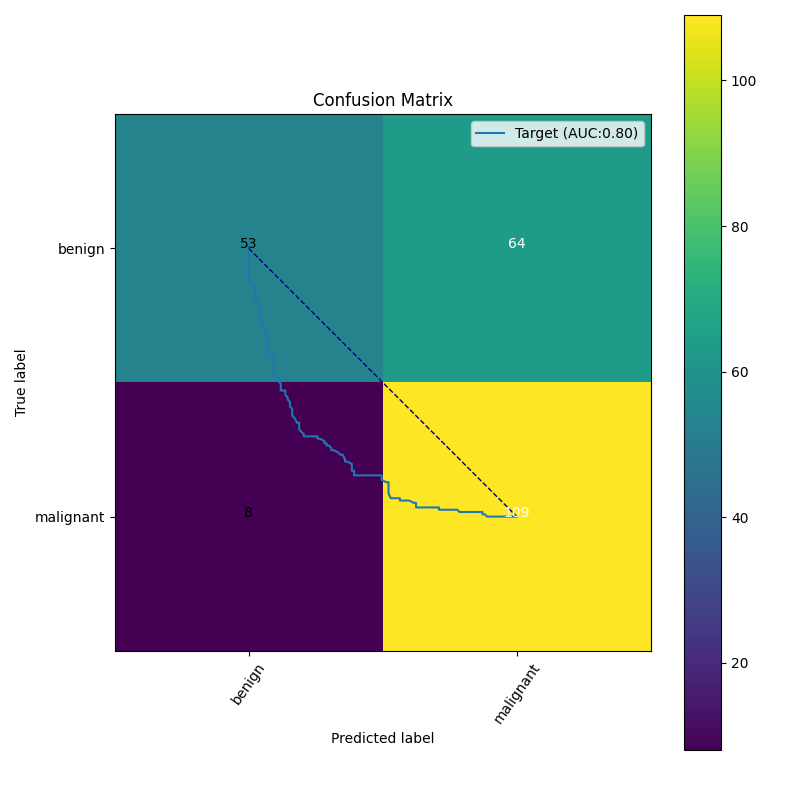 Confusion Matrix
Target (AUC:0.80)
benign
53
64
malignant
8
109
True label
benign
malignant
Predicted label
100
80
60
40
20